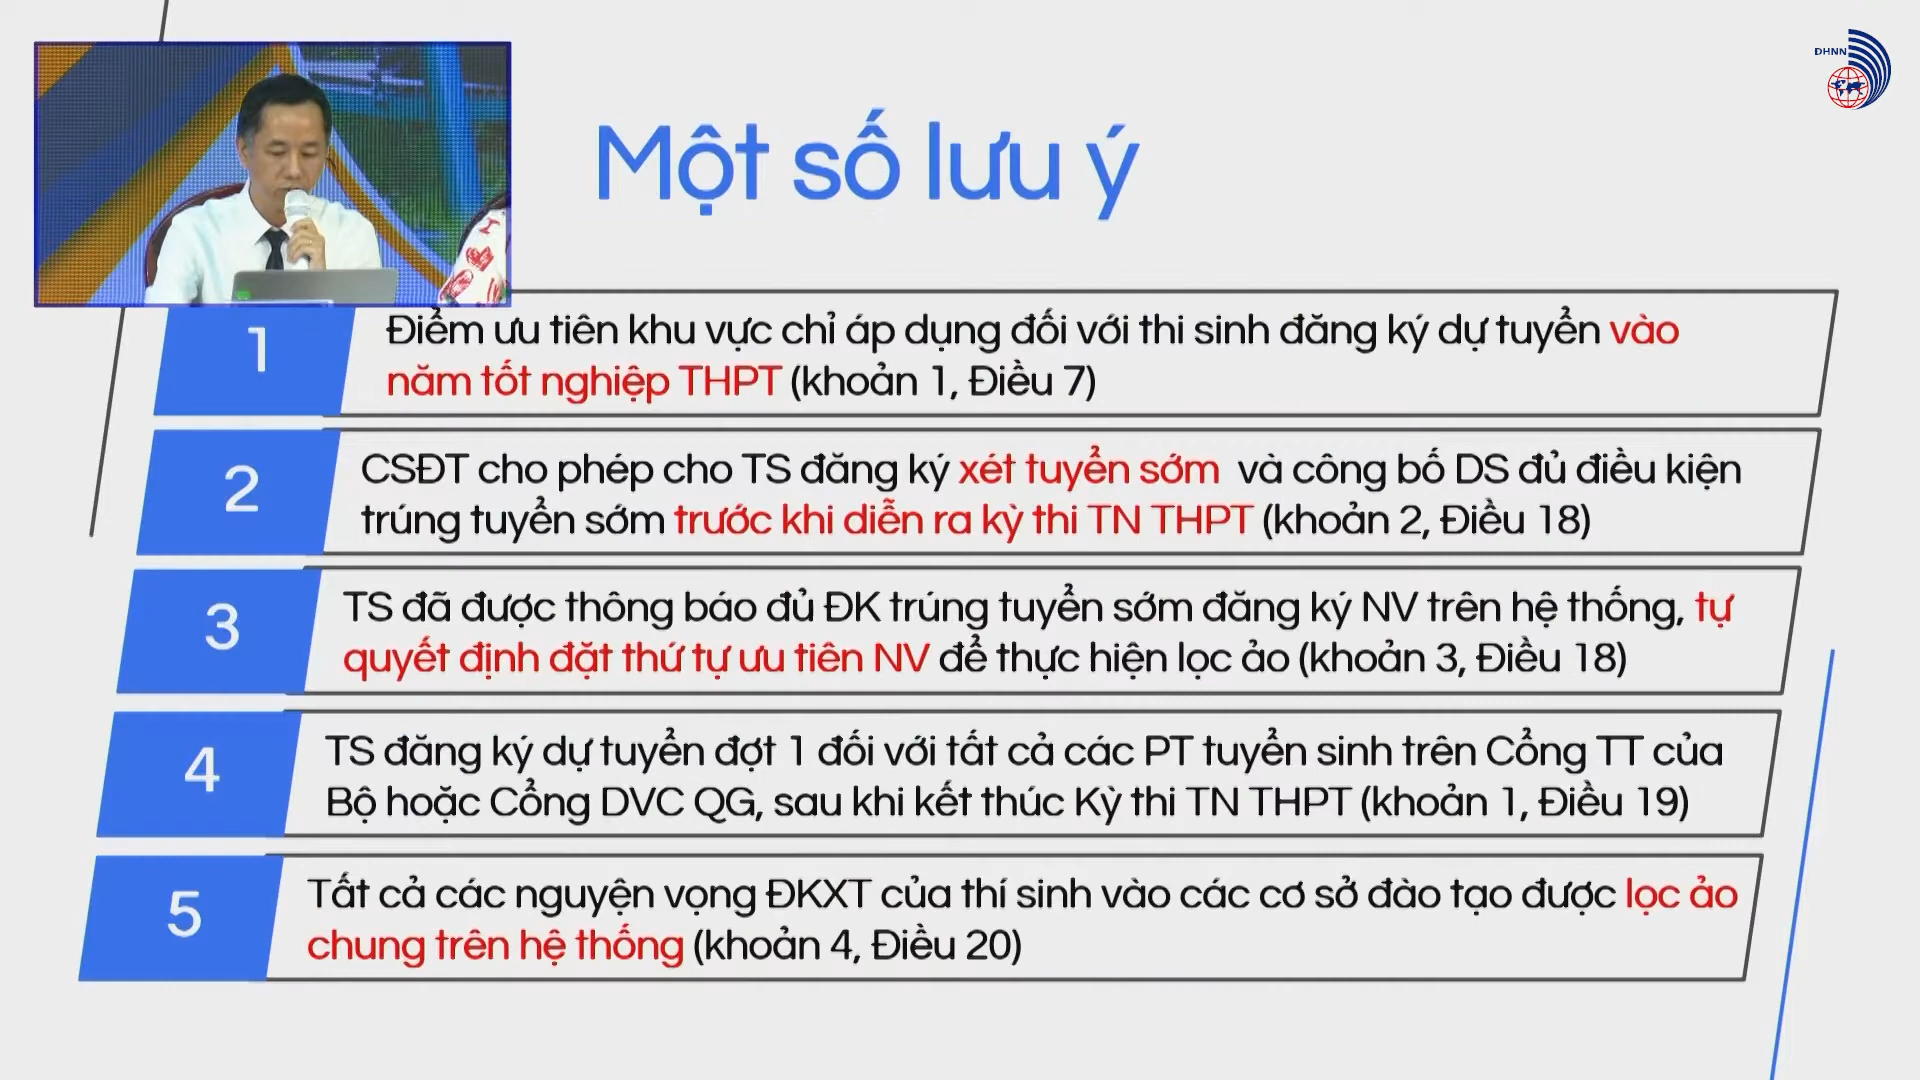 ĐHNN
Một số lưu ý
1
Điểm ưu tiên khu vực chỉ áp dụng đối với thi sinh đăng ký dự tuyển vào
năm tốt nghiệp THPT (khoản 1, Điều 7)
2
CSĐT cho phép cho TS đăng ký xét tuyển sớm và công bố DS đủ điều kiện
trúng tuyển sớm trước khi diễn ra kỳ thi TN THPT (khoản 2, Điều 18)
3
TS đã được thông báo đủ ĐK trúng tuyển sớm đăng ký NV trên hệ thống, tự
quyết định đặt thứ tự ưu tiên NV để thực hiện lọc ảo (khoản 3, Điều 18)
4
TS đăng ký dự tuyển đợt 1 đối với tất cả các PT tuyển sinh trên Cổng TT của
Bộ hoặc Cổng DVC QG, sau khi kết thúc Kỳ thi TN THPT (khoản 1, Điều 19)
5
Tất cả các nguyện vọng ĐKXT của thí sinh vào các cơ sở đào tạo được lọc ảo
chung trên hệ thống (khoản 4, Điều 20)